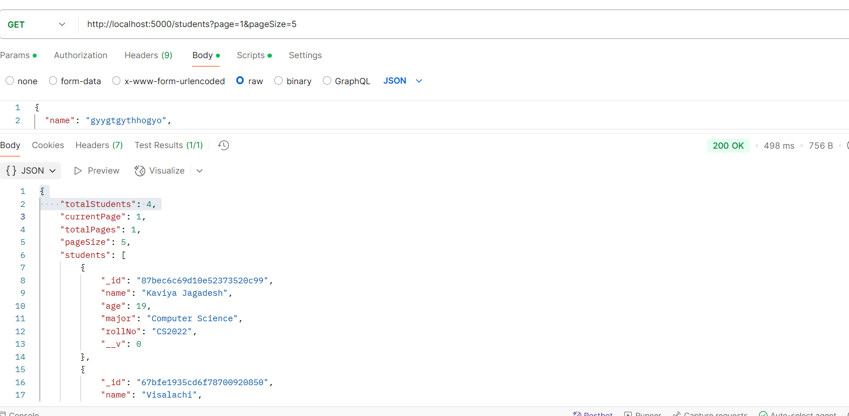 GET http://localhost:5000/students?page=1&pageSize=5
Params Authorization Headers (9) Body Scripts Settings
none form-data x-www-form-urlencoded raw binary GraphQL JSON
1 {
2 "name": "gyygtgythhogyo",
Body Cookies Headers (7) Test Results (1/1) 200 OK 498 ms 756 B
{} JSON Preview Visualize
1 {
2 "totalStudents": 4,
3 "currentPage": 1,
4 "totalPages": 1,
5 "pageSize": 5,
6 "students": [
7 {
8 "_id": "87bec6c69d10e52373520c99",
9 "name": "Kaviya Jagadesh",
10 "age": 19,
11 "major": "Computer Science",
12 "rollNo": "CS2022",
13 "__v": 0
14 },
15 {
16 "_id": "67bfe1935cd6f78700920850",
17 "name": "Visalachi",
Console Postbot Runner Capture requests Auto-select agent